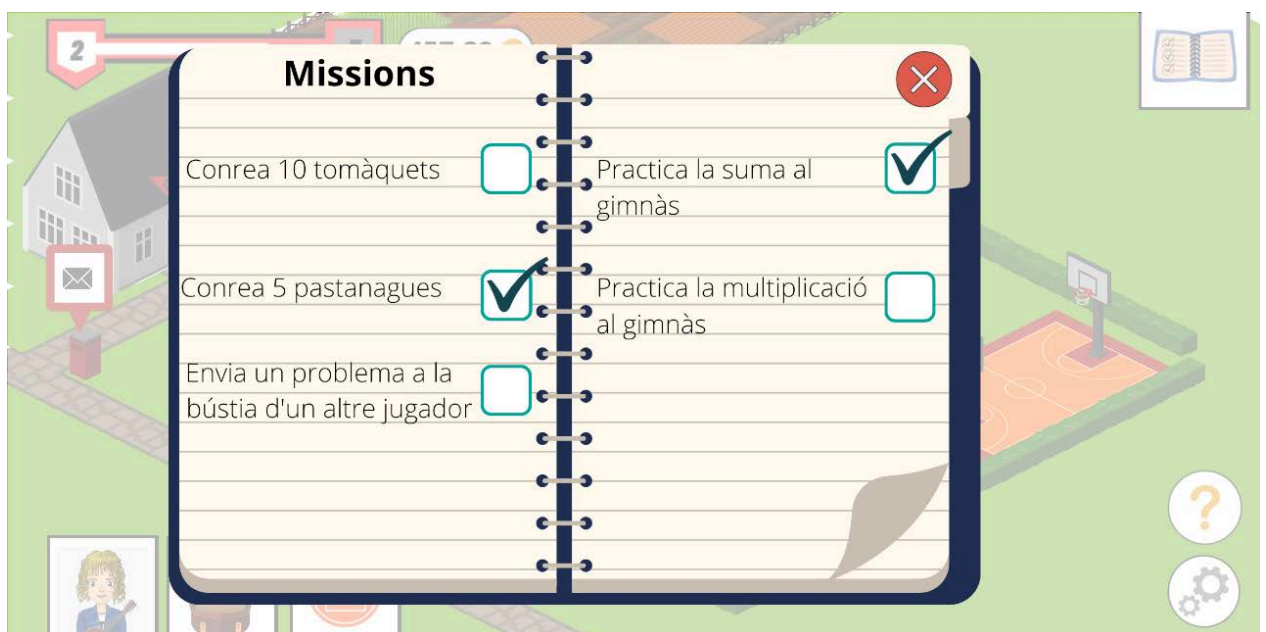 2
Missions
Conrea 10 tomàquets
Conrea 5 pastanagues
Envia un problema a la
bústia d'un altre jugador
Practica la suma al
gimnàs
Practica la multiplicació
al gimnàs
?